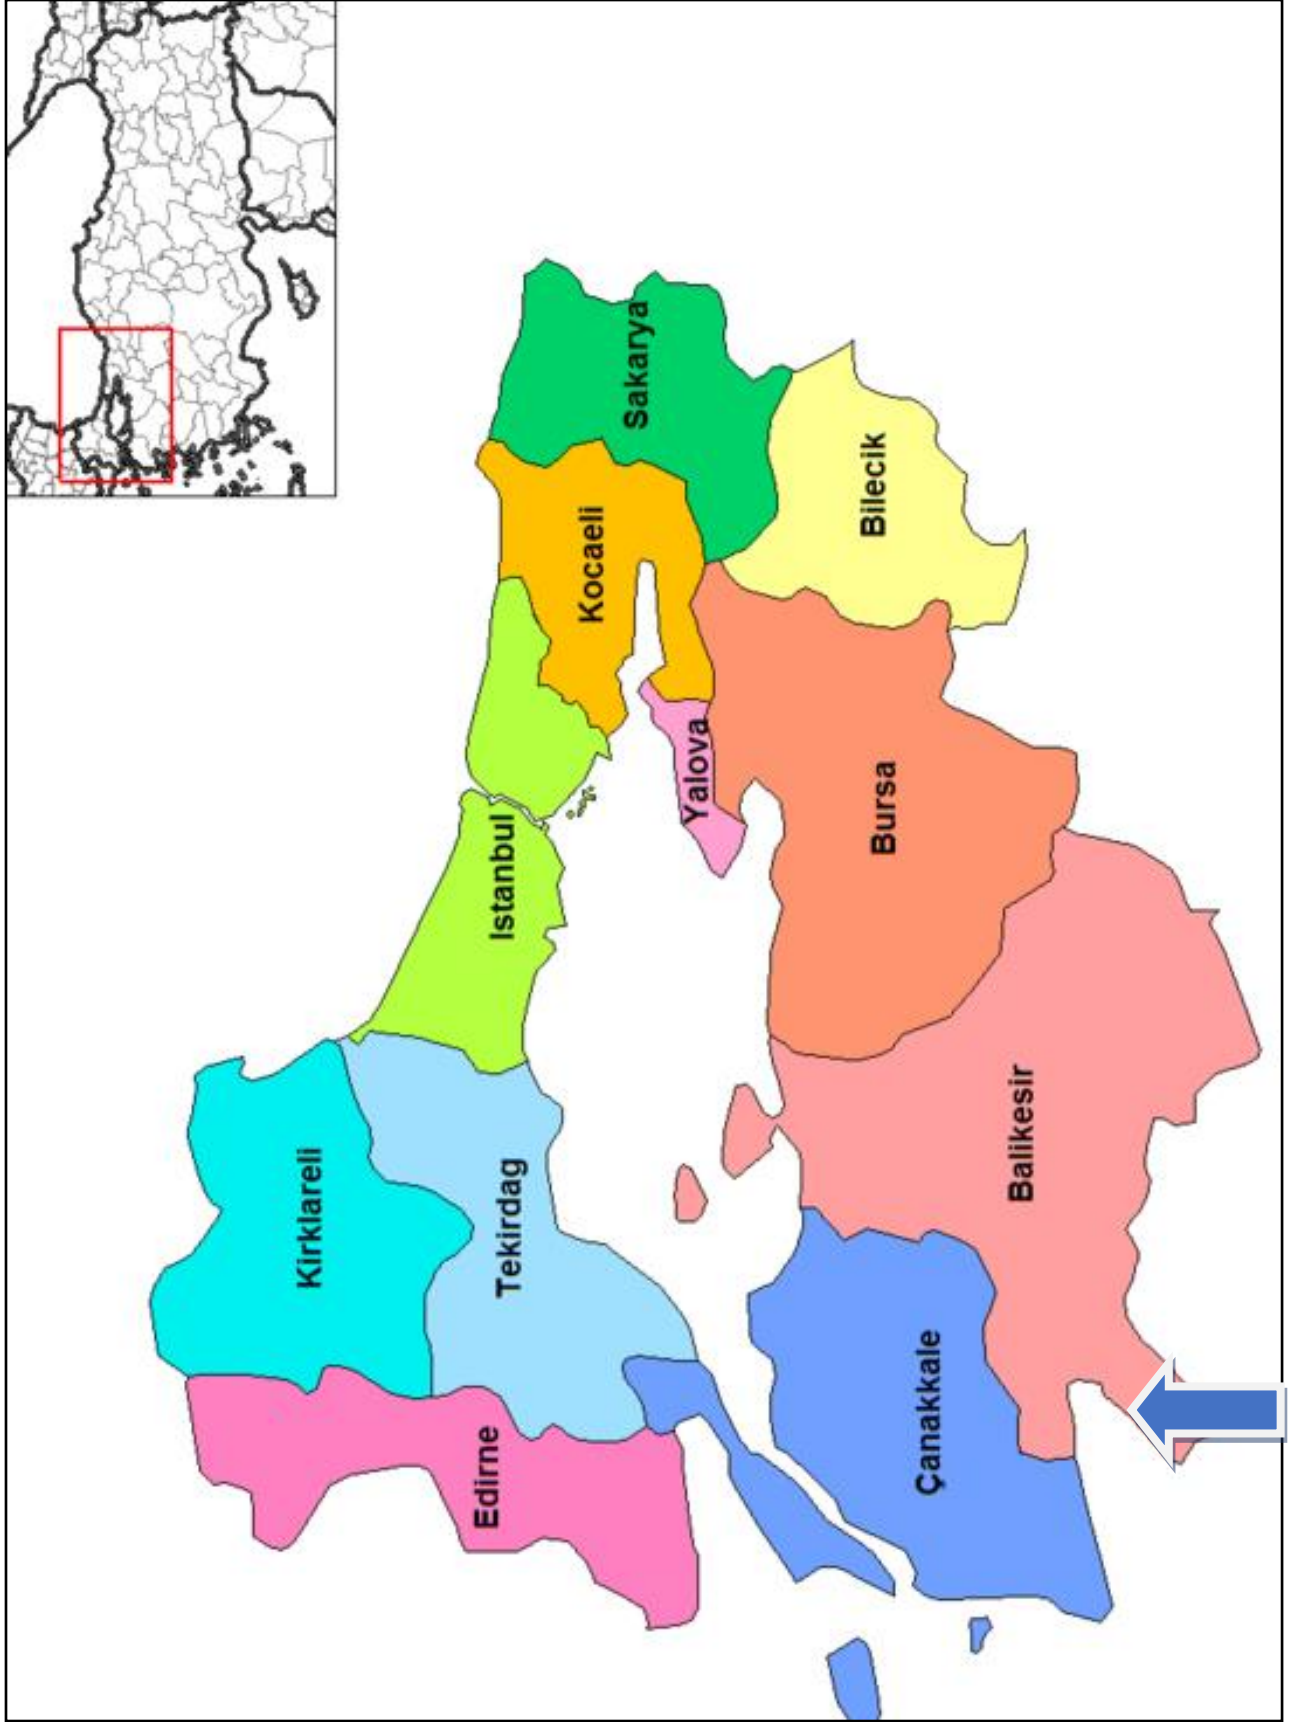 Edirne
Kirklareli
Tekirdag
Istanbul
Kocaeli
Sakarya
Yalova
Bilecik
Bursa
Balikesir
Çanakkale